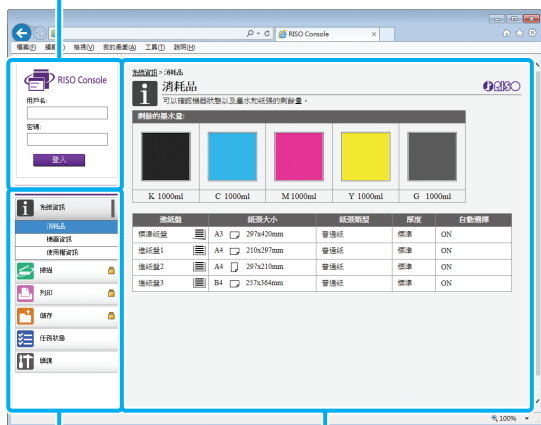 RISO Console
檔案(F)
檢視(V) 我的最愛(A) 工具(T) 說明(H)
RISO Console
用戶名:
密碼:
登入
系統資訊
消耗品
機器資訊
使用權資訊
掃描
列印
儲存
任務狀態
維護
系統資訊 > 消耗品
消耗品
可以確認機器狀態以及墨水和紙張的剩餘量。
RISO
剩餘的墨水量:
K 1000ml C 1000ml M 1000ml Y 1000ml G 1000ml
進紙盤 紙張大小 紙張類型 厚度 自動選擇
標準紙盤 A3 297x420mm 普通紙 標準 ON
進紙盤1 A4 210x297mm 普通紙 標準 ON
進紙盤2 A4 297x210mm 普通紙 標準 ON
進紙盤3 B4 257x364mm 普通紙 標準 ON
100%